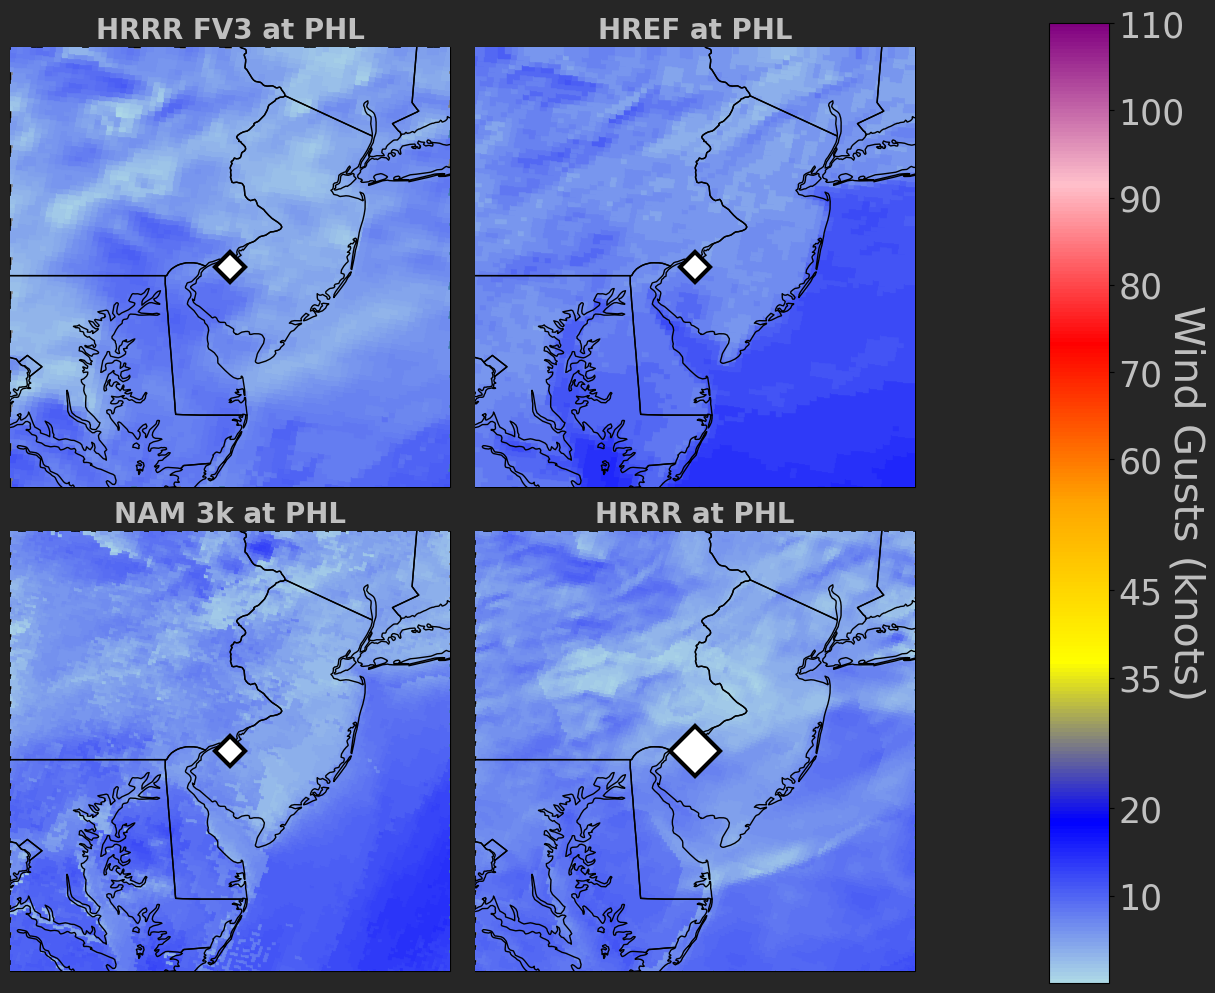 HRRR FV3 at PHL
HREF at PHL
NAM 3k at PHL
HRRR at PHL
110
100
90
80
70
60
45
35
20
10
Wind Gusts (knots)